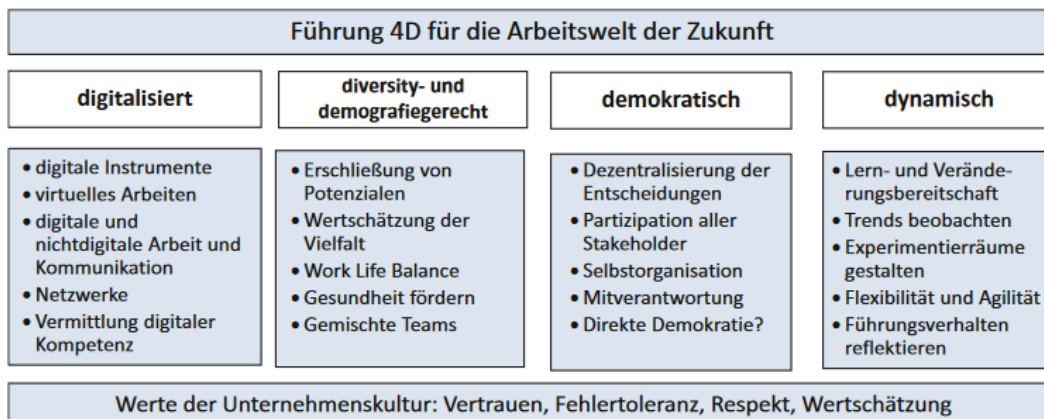 Führung 4D für die Arbeitswelt der Zukunft
digitalisiert
• digitale Instrumente
• virtuelles Arbeiten
• digitale und
nichtdigitale Arbeit und
Kommunikation
• Netzwerke
• Vermittlung digitaler
Kompetenz
diversity- und
demografiegerecht
• Erschließung von
Potenzialen
• Wertschätzung der
Vielfalt
• Work Life Balance
• Gesundheit fördern
• Gemischte Teams
demokratisch
• Dezentralisierung der
Entscheidungen
• Partizipation aller
Stakeholder
• Selbstorganisation
• Mitverantwortung
• Direkte Demokratie?
dynamisch
• Lern- und Verände-
rungsbereitschaft
• Trends beobachten
• Experimentierräume
gestalten
• Flexibilität und Agilität
• Führungsverhalten
reflektieren
Werte der Unternehmenskultur: Vertrauen, Fehlertoleranz, Respekt, Wertschätzung